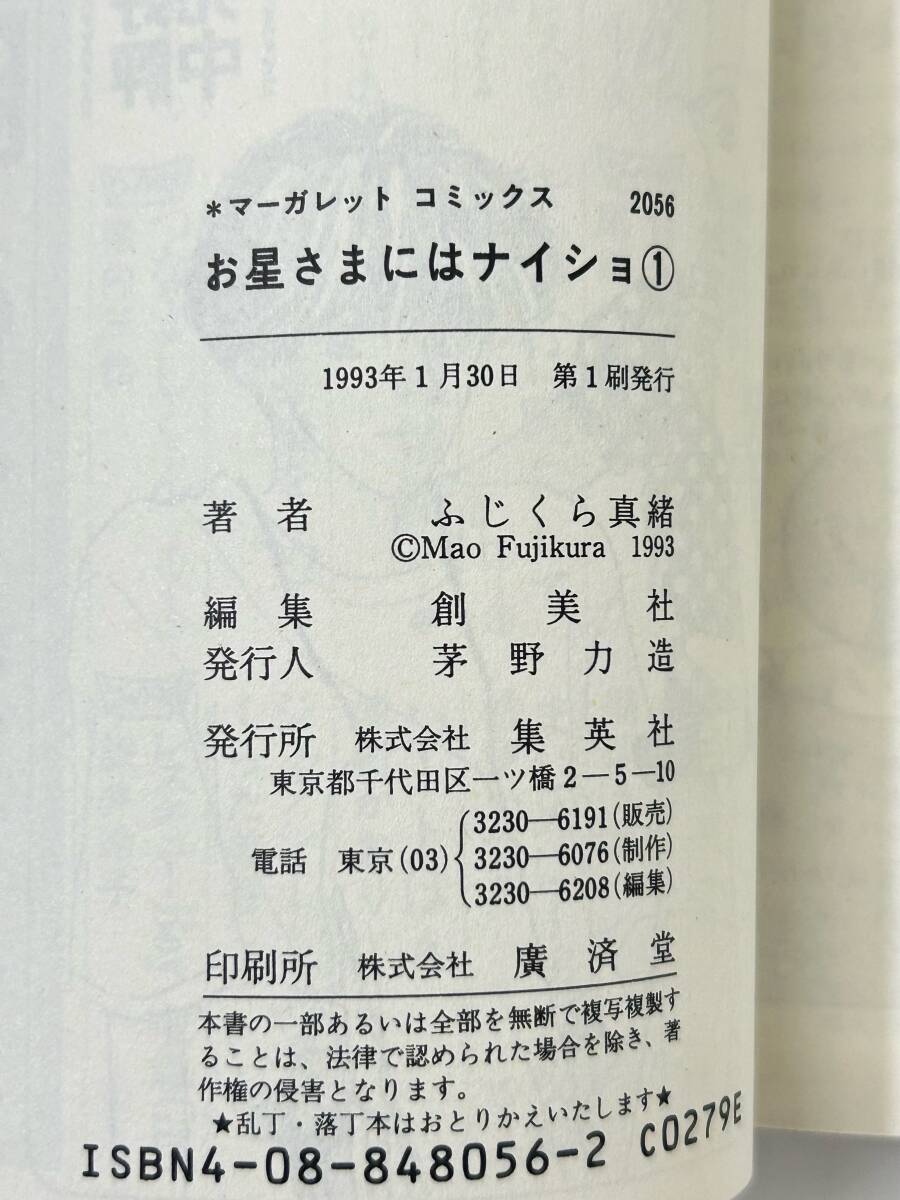 *マーガレット コミックス 2056
お星さまにはナイショ①
1993年1月30日 第1刷発行
著者 ふじくら真緒
©Mao Fujikura 1993
編集 創美社
発行人 茅野力造
発行所 株式会社 集英社
東京都千代田区一ツ橋2―5―10
3230―6191(販売)
電話 東京(03) 3230―6076(制作)
3230―6208(編集)
印刷所 株式会社 廣済堂
本書の一部あるいは全部を無断で複写複製す
ることは、法律で認められた場合を除き、著
作権の侵害となります。
★乱丁・落丁本はおとりかえいたします★
ISBN4-08-848056-2 C0279E